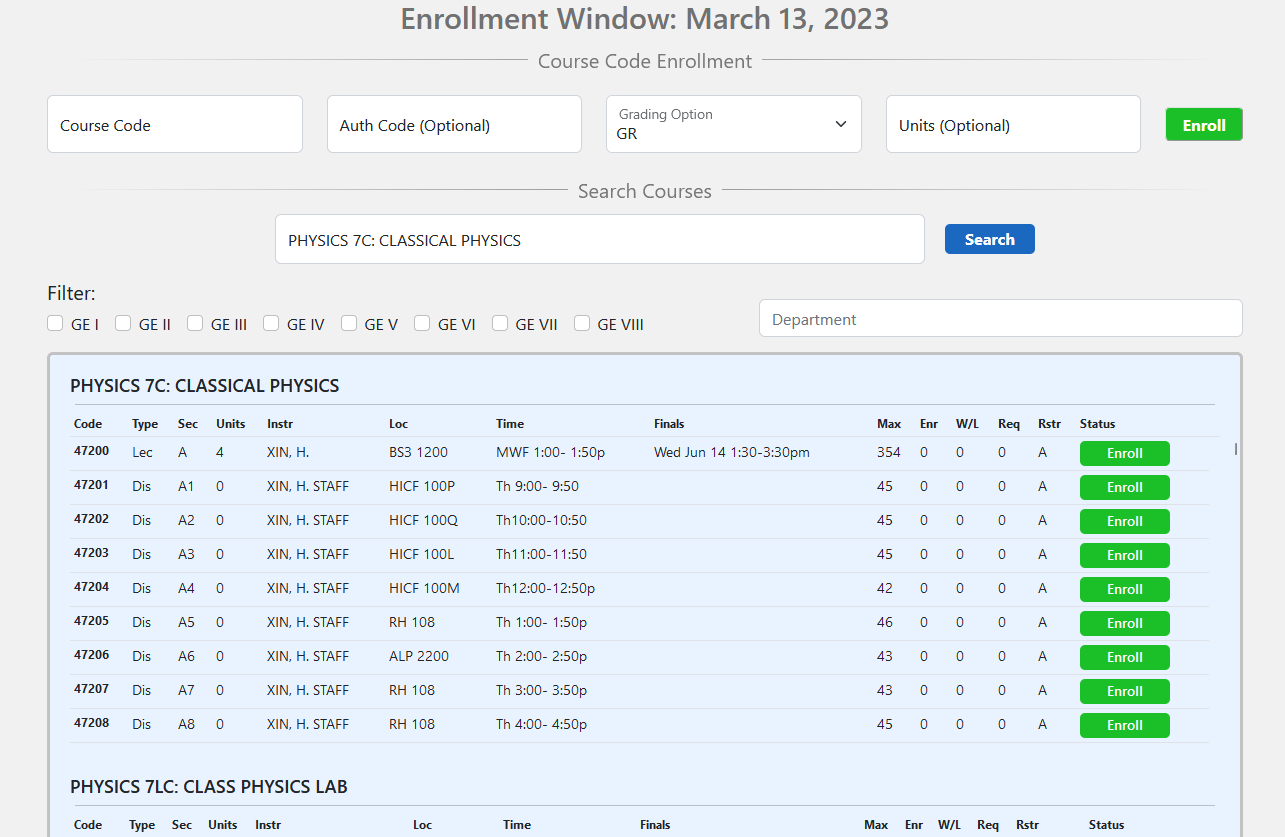 Enrollment Window: March 13, 2023
Course Code Enrollment
Course Code
Auth Code (Optional)
Grading Option
GR
Units (Optional)
Enroll
Search Courses
PHYSICS 7C: CLASSICAL PHYSICS
Search
Filter:
GE I GE II GE III GE IV GE V GE VI GE VII GE VIII
Department
PHYSICS 7C: CLASSICAL PHYSICS
Code Type Sec Units Instr Loc Time Finals Max Enr W/L Req Rstr Status
47200 Lec A 4 XIN, H. BS3 1200 MWF 1:00- 1:50p Wed Jun 14 1:30-3:30pm 354 0 0 0 A Enroll
47201 Dis A1 0 XIN, H. STAFF HICF 100P Th 9:00- 9:50 45 0 0 0 A Enroll
47202 Dis A2 0 XIN, H. STAFF HICF 100Q Th10:00-10:50 45 0 0 0 A Enroll
47203 Dis A3 0 XIN, H. STAFF HICF 100L Th11:00-11:50 45 0 0 0 A Enroll
47204 Dis A4 0 XIN, H. STAFF HICF 100M Th12:00-12:50p 42 0 0 0 A Enroll
47205 Dis A5 0 XIN, H. STAFF RH 108 Th 1:00- 1:50p 46 0 0 0 A Enroll
47206 Dis A6 0 XIN, H. STAFF ALP 2200 Th 2:00- 2:50p 43 0 0 0 A Enroll
47207 Dis A7 0 XIN, H. STAFF RH 108 Th 3:00- 3:50p 43 0 0 0 A Enroll
47208 Dis A8 0 XIN, H. STAFF RH 108 Th 4:00- 4:50p 45 0 0 0 A Enroll
PHYSICS 7LC: CLASS PHYSICS LAB
Code Type Sec Units Instr Loc Time Finals Max Enr W/L Req Rstr Status